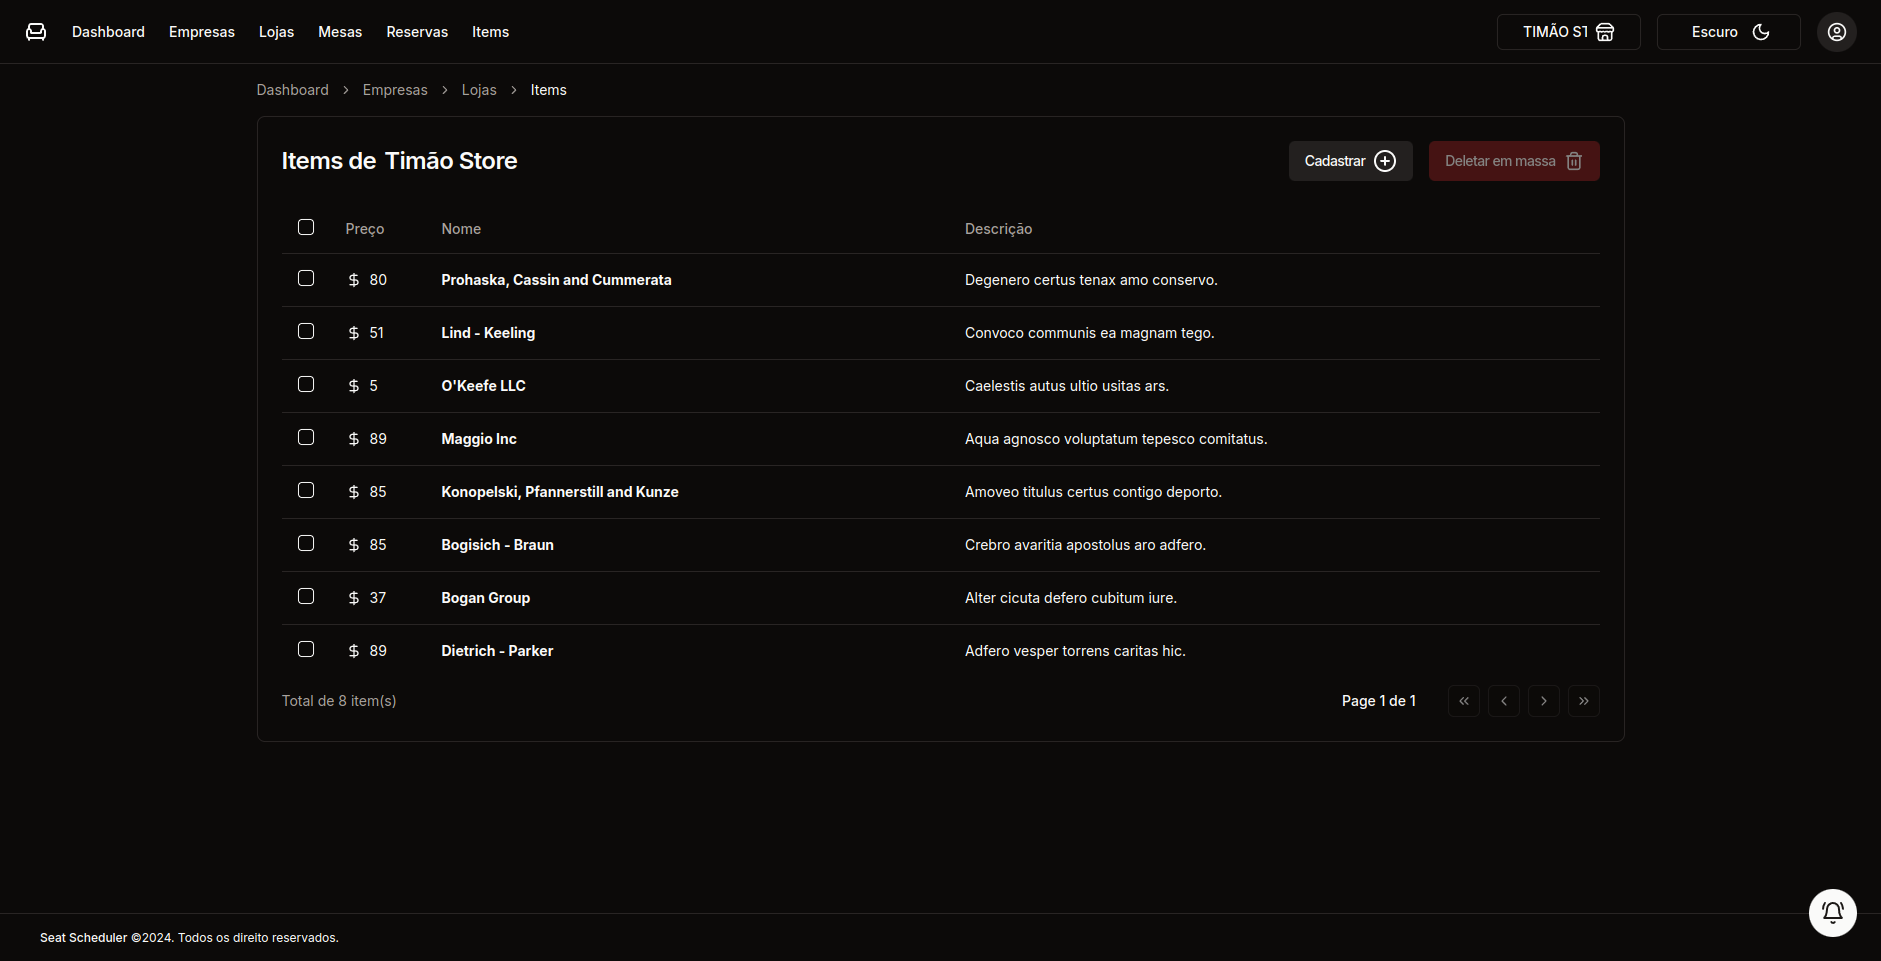 Dashboard Empresas Lojas Mesas Reservas Items TIMÃO ST Escuro
Dashboard > Empresas > Lojas > Items
Items de Timão Store Cadastrar Deletar em massa
Preço Nome Descrição
$ 80 Prohaska, Cassin and Cummerata Degenero certus tenax amo conservo.
$ 51 Lind - Keeling Convoco communis ea magnam tego.
$ 5 O'Keefe LLC Caelestis autus ultio usitas ars.
$ 89 Maggio Inc Aqua agnosco voluptatum tepesco comitatus.
$ 85 Konopelski, Pfannerstill and Kunze Amoveo titulus certus contigo deporto.
$ 85 Bogisich - Braun Crebro avaritia apostolus aro adfero.
$ 37 Bogan Group Alter cicuta defero cubitum iure.
$ 89 Dietrich - Parker Adfero vesper torrens caritas hic.
Total de 8 item(s) Page 1 de 1
Seat Scheduler ©2024. Todos os direito reservados.